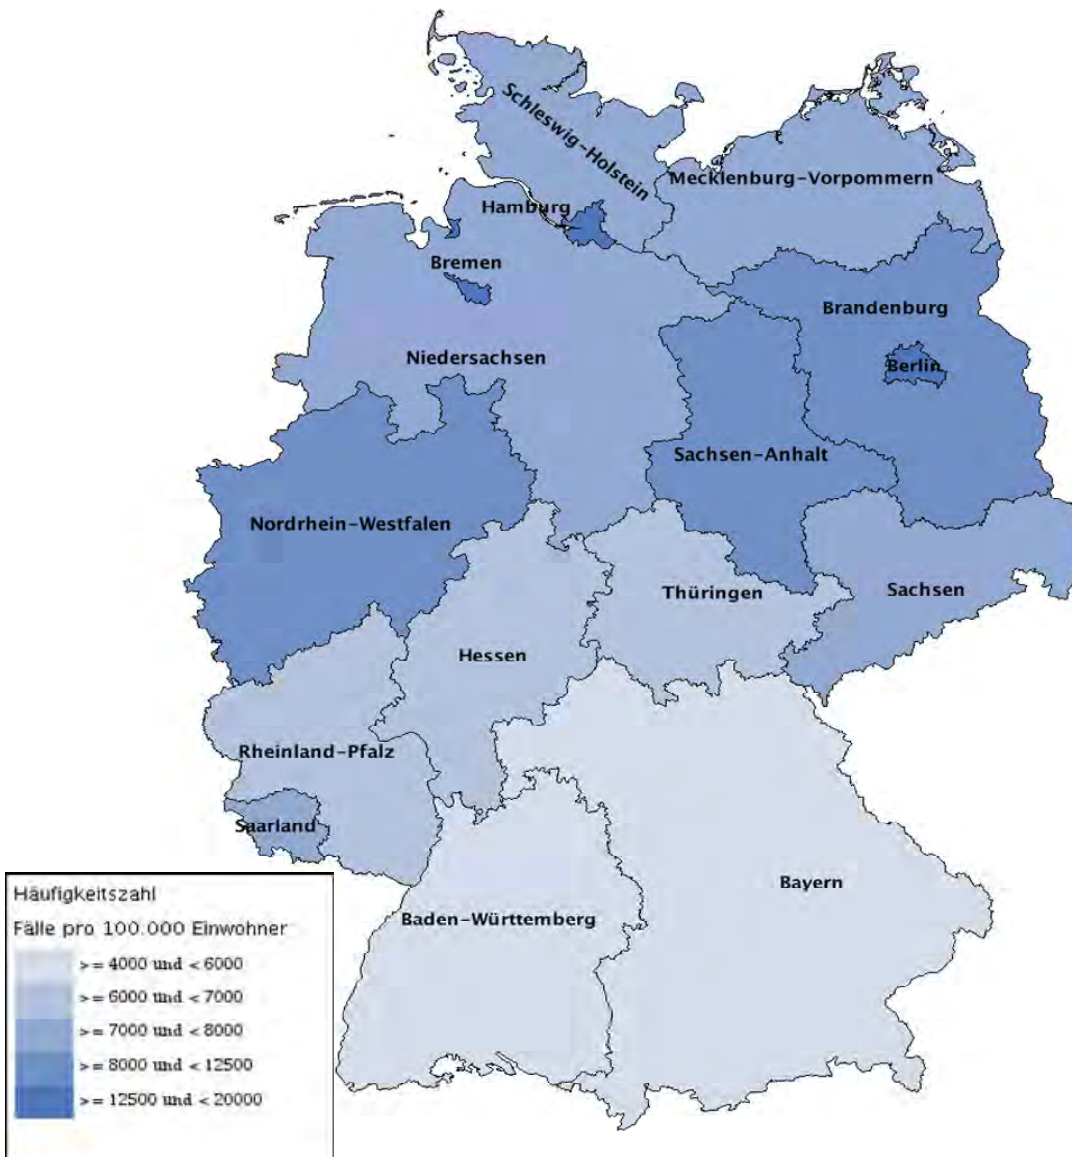 Schleswig-Holstein
Mecklenburg-Vorpommern
Hamburg
Bremen
Brandenburg
Niedersachsen
Berlin
Sachsen-Anhalt
Nordrhein-Westfalen
Thüringen
Sachsen
Hessen
Rheinland-Pfalz
Saarland
Bayern
Baden-Württemberg
Häufigkeitszahl
Fälle pro 100.000 Einwohner
>= 4000 und < 6000
>= 6000 und < 7000
>= 7000 und < 8000
>= 8000 und < 12500
>= 12500 und < 20000